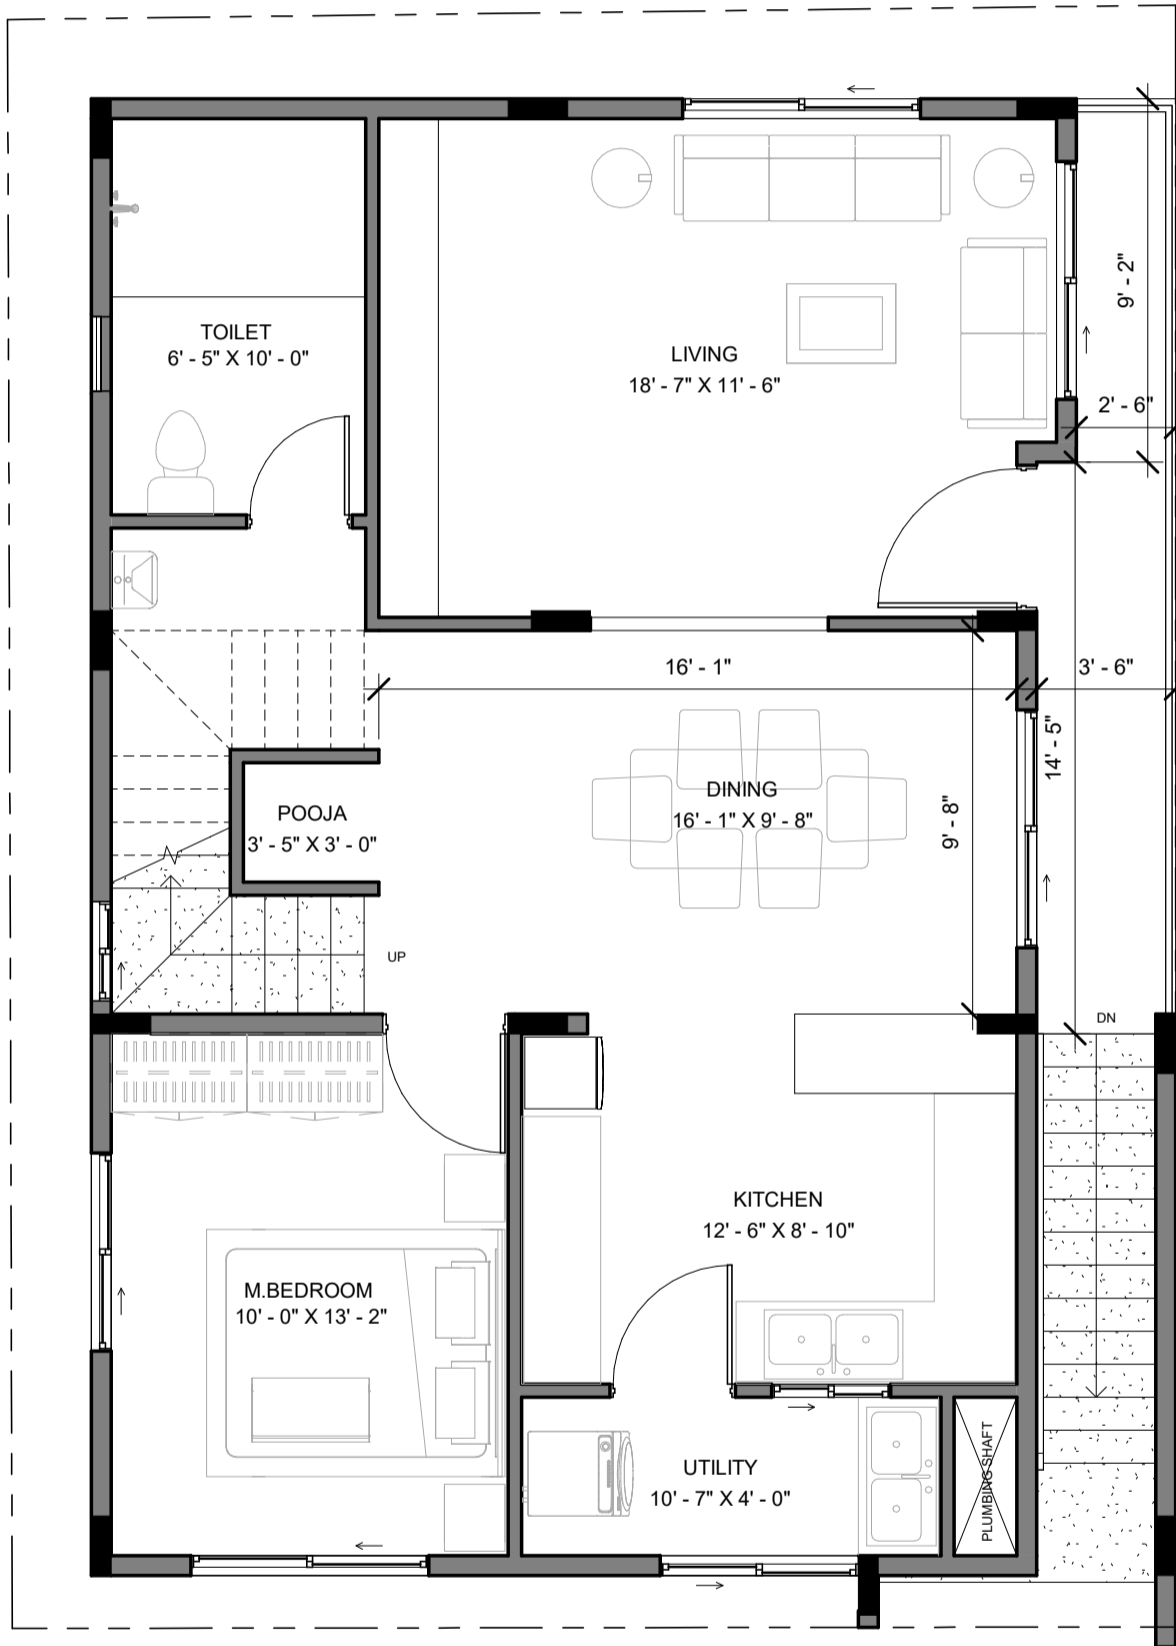 TOILET
6' - 5" X 10' - 0"
LIVING
18' - 7" X 11' - 6"
9' - 2"
2' - 6"
16' - 1"
3' - 6"
14' - 5"
9' - 8"
DINING
16' - 1" X 9' - 8"
POOJA
3' - 5" X 3' - 0"
UP
DN
KITCHEN
12' - 6" X 8' - 10"
M.BEDROOM
10' - 0" X 13' - 2"
UTILITY
10' - 7" X 4' - 0"
PLUMBING SHAFT